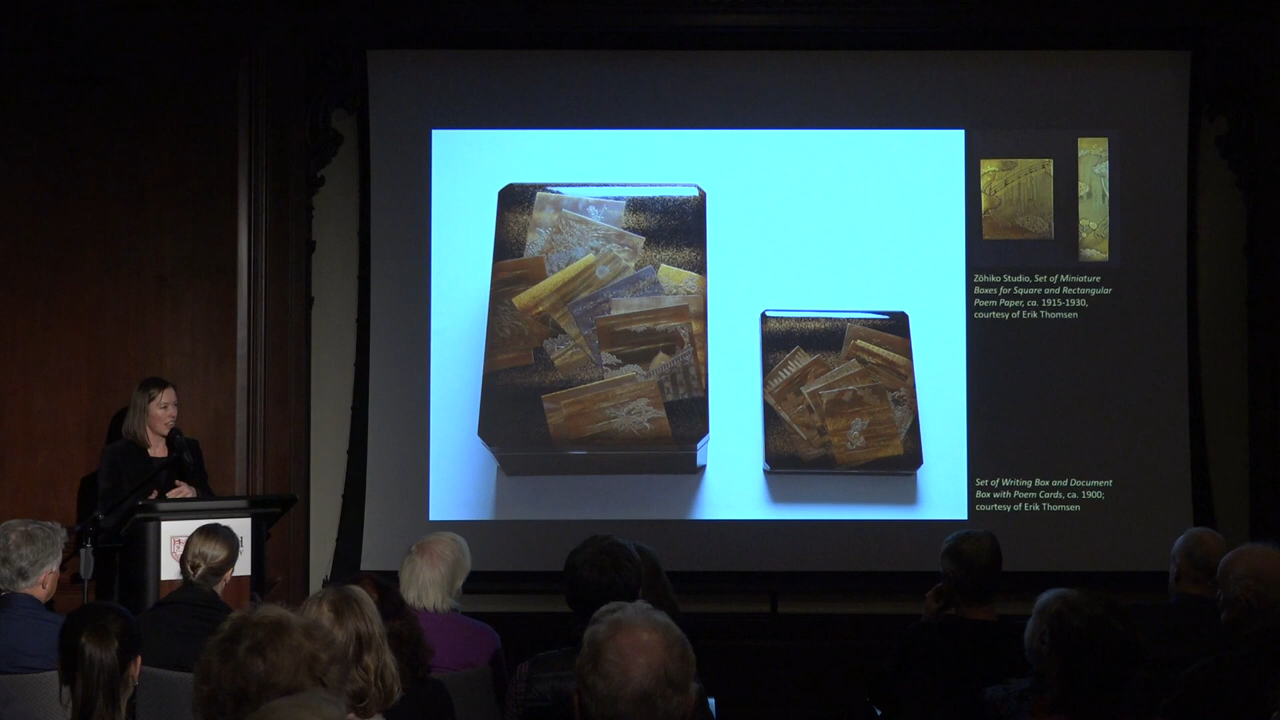 Zōhiko Studio, Set of Miniature
Boxes for Square and Rectangular
Poem Paper, ca. 1915-1930,
courtesy of Erik Thomsen
Set of Writing Box and Document
Box with Poem Cards, ca. 1900;
courtesy of Erik Thomsen